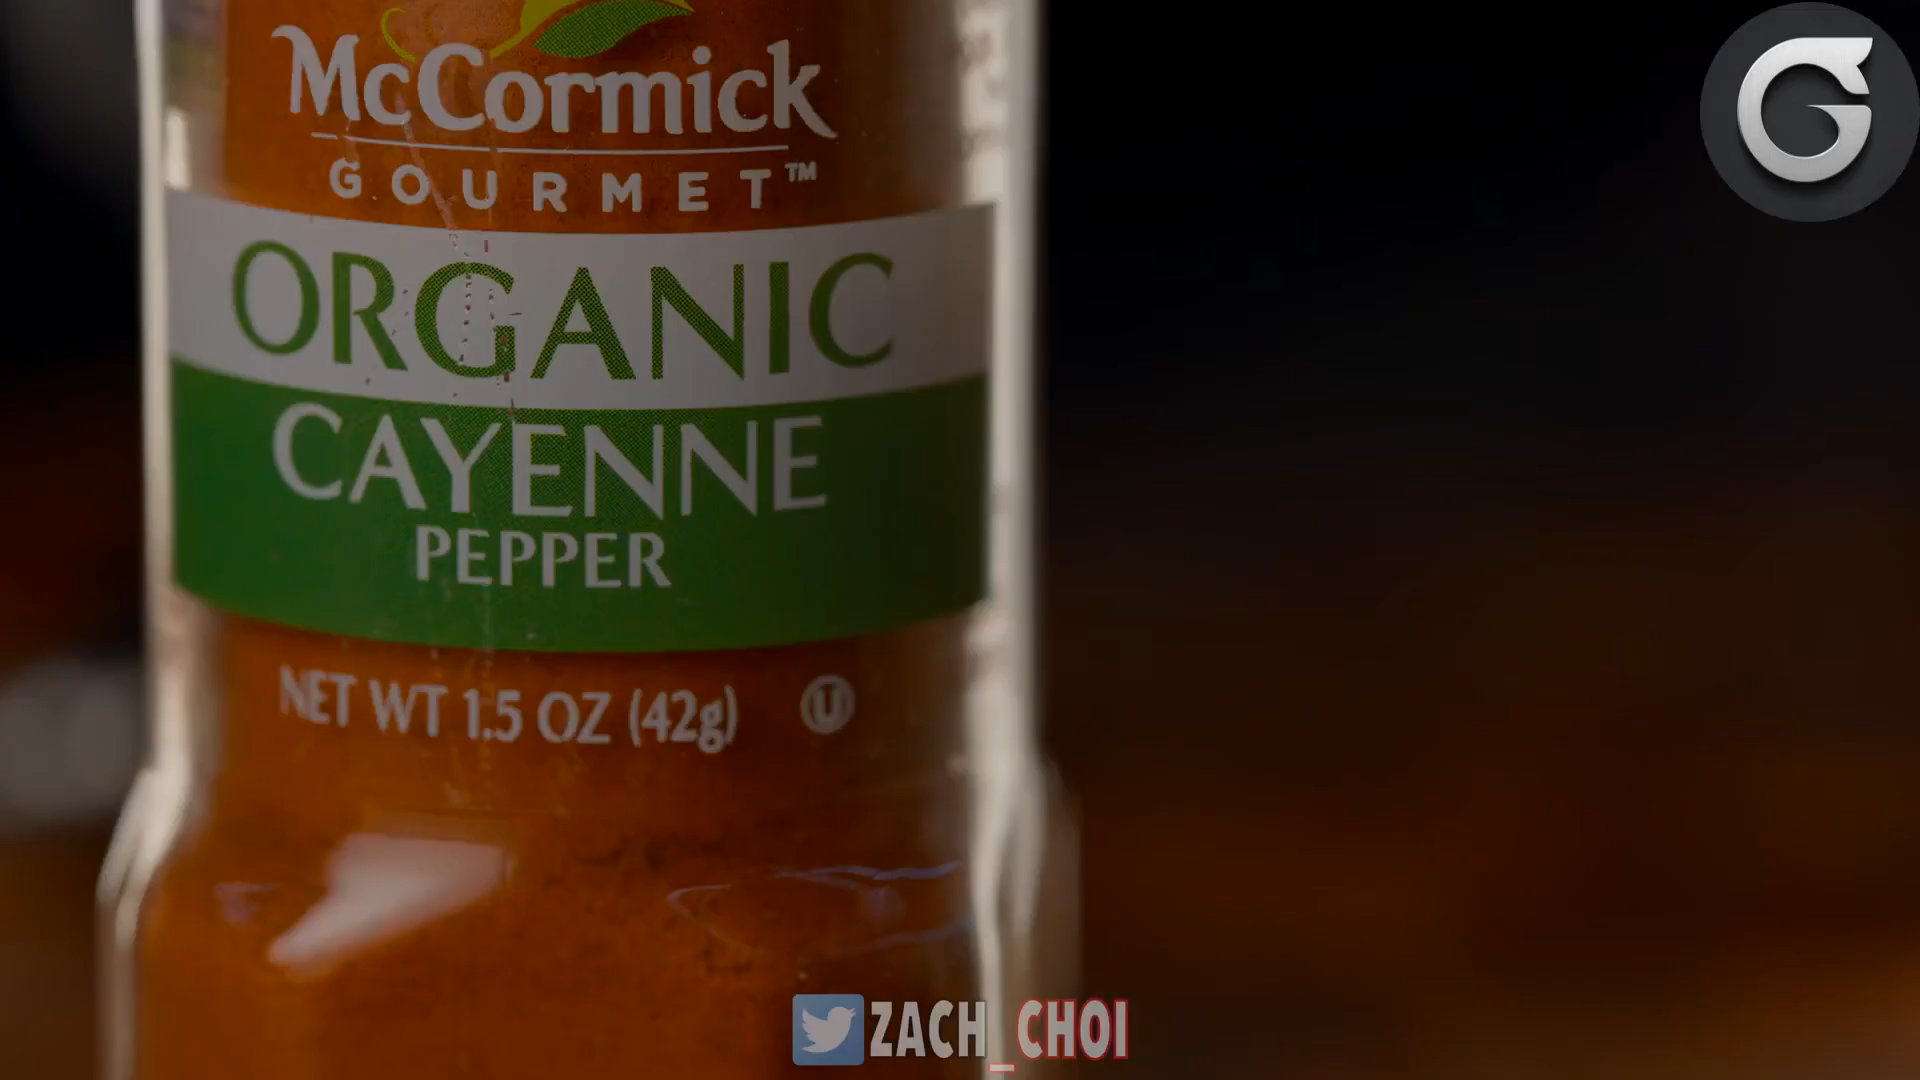 McCormick
GOURMET™
ORGANIC
CAYENNE
PEPPER
NET WT 1.5 OZ (42g) U
G
ZACH_CHOI